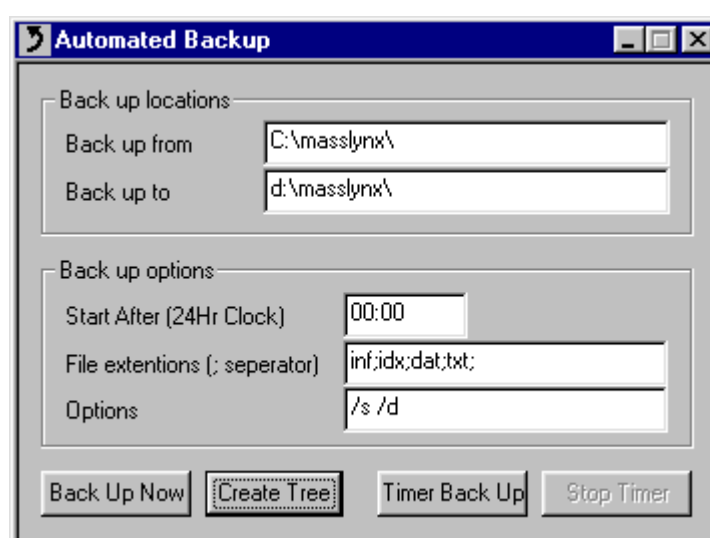 Automated Backup
Back up locations
Back up from C:\masslynx\
Back up to d:\masslynx\
Back up options
Start After (24Hr Clock) 00:00
File extentions (; seperator) inf;idx;dat;txt;
Options /s /d
Back Up Now Create Tree Timer Back Up Stop Timer